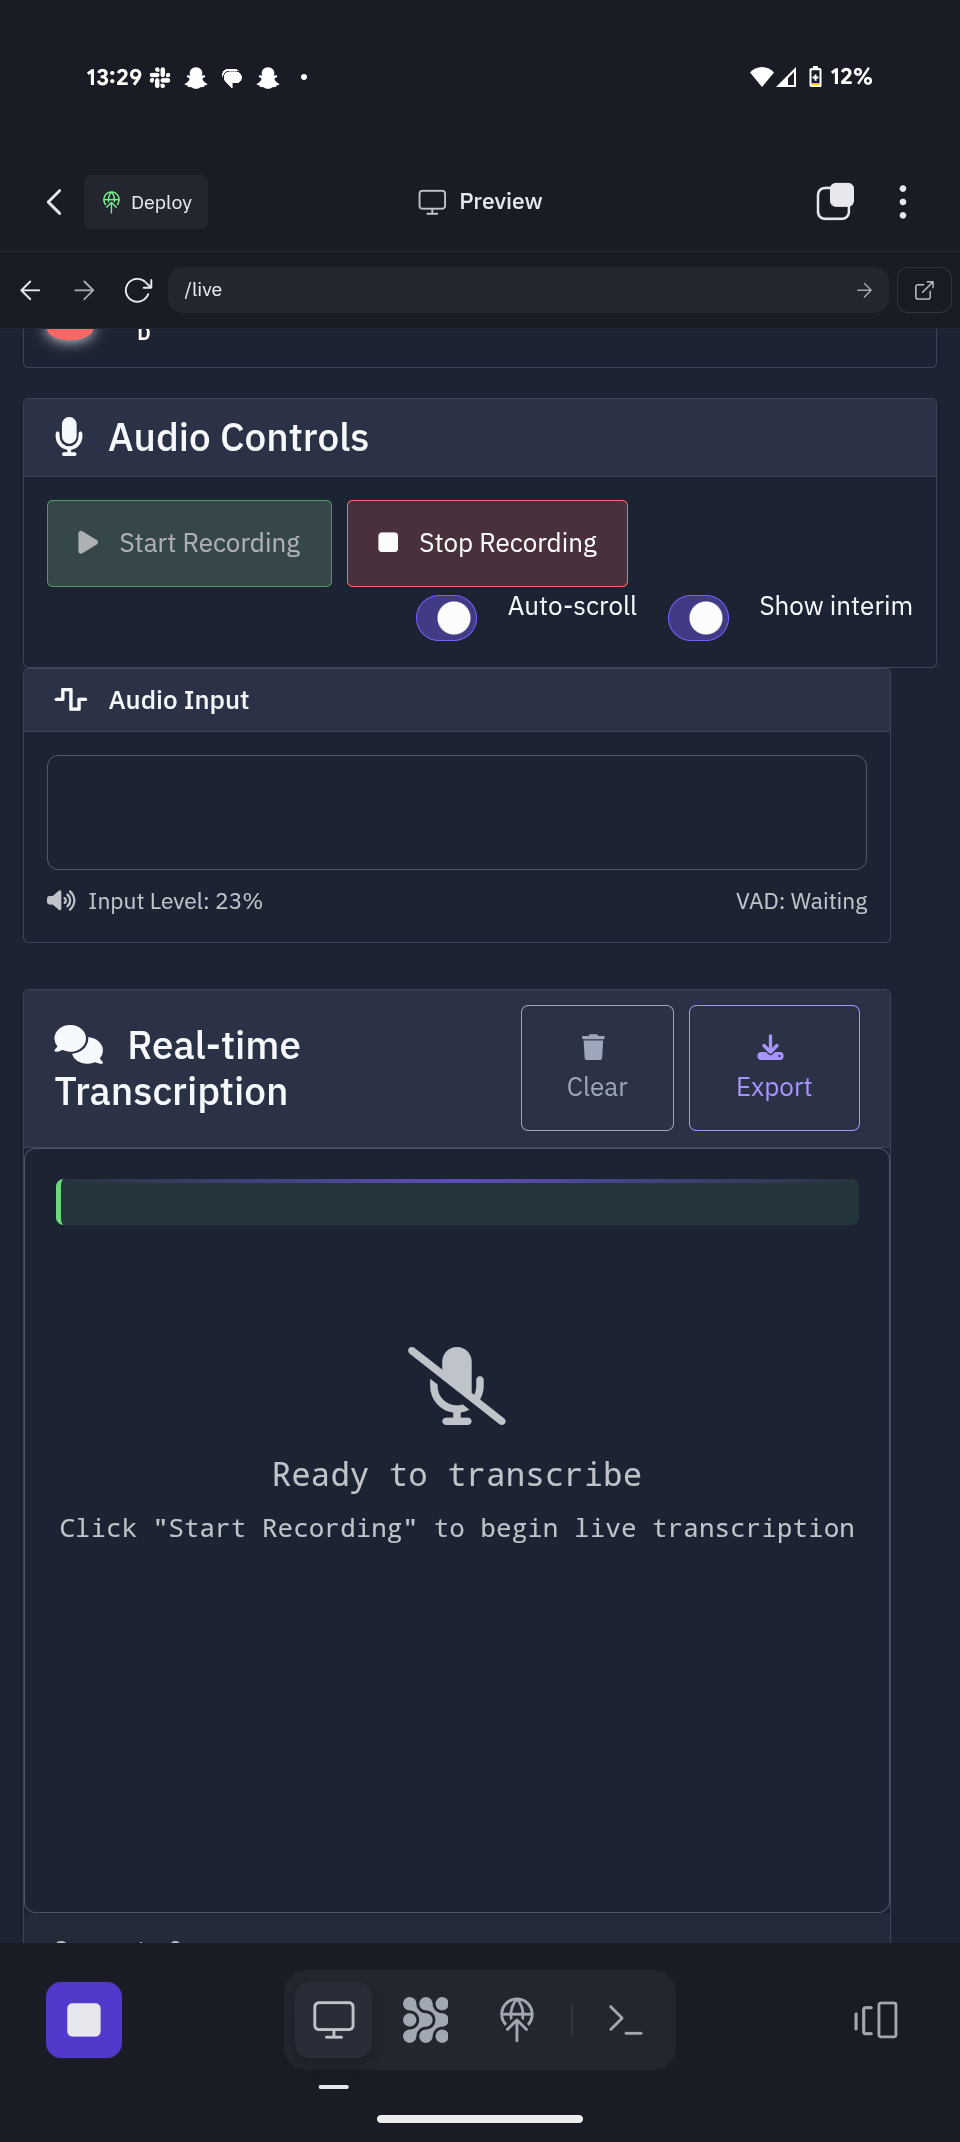 13:29
12%
Deploy
Preview
/live
Audio Controls
Start Recording
Stop Recording
Auto-scroll
Show interim
Audio Input
Input Level: 23%
VAD: Waiting
Real-time
Transcription
Clear
Export
Ready to transcribe
Click "Start Recording" to begin live transcription